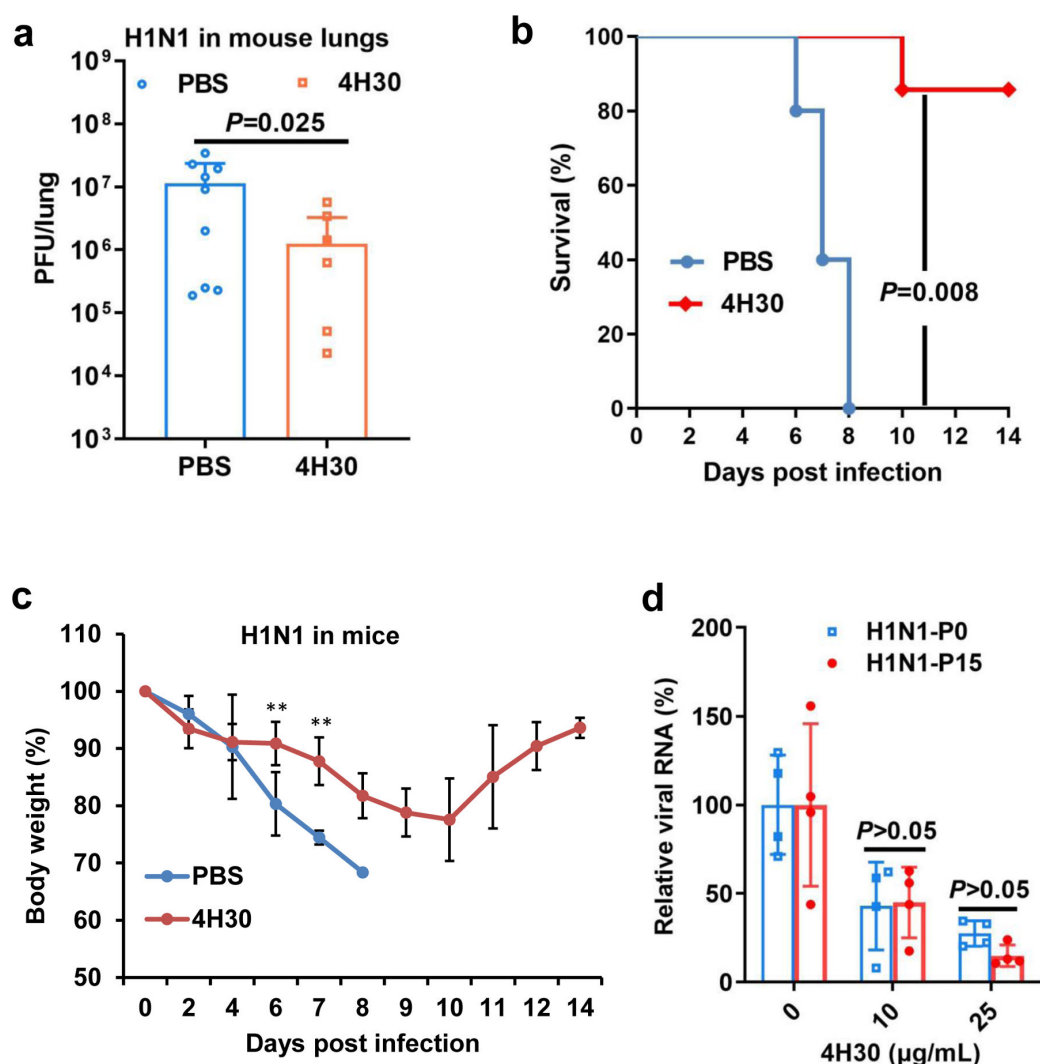 a
H1N1 in mouse lungs
PBS 4H30
P=0.025
PFU/lung
10⁹
10⁸
10⁷
10⁶
10⁵
10⁴
10³
PBS 4H30
b
Survival (%)
100
80
60
40
20
0
PBS
4H30
P=0.008
0 2 4 6 8 10 12 14
Days post infection
c
H1N1 in mice
Body weight (%)
110
100
90
80
70
60
50
** **
PBS
4H30
0 2 4 6 7 8 9 10 11 12 14
Days post infection
d
H1N1-P0
H1N1-P15
Relative viral RNA (%)
200
150
100
50
0
P>0.05
P>0.05
0 10 25
4H30 (µg/mL)